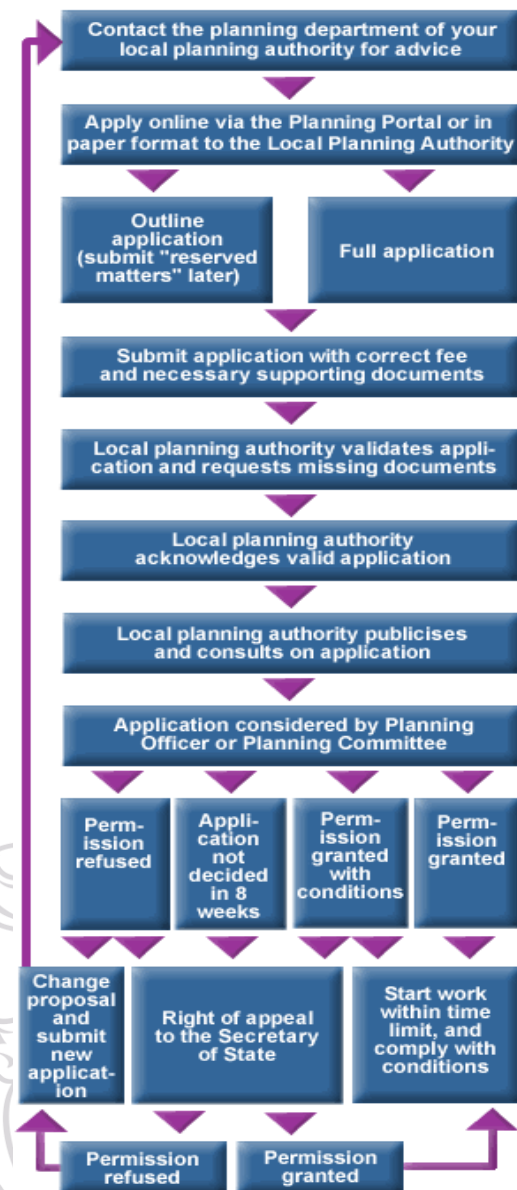 Contact the planning department of your
local planning authority for advice
Apply online via the Planning Portal or in
paper format to the Local Planning Authority
Outline
application
(submit "reserved
matters" later)
Full application
Submit application with correct fee
and necessary supporting documents
Local planning authority validates appli-
cation and requests missing documents
Local planning authority
acknowledges valid application
Local planning authority publicises
and consults on application
Application considered by Planning
Officer or Planning Committee
Perm-
ission
refused
Appli-
cation
not
decided
in 8
weeks
Permission
granted
with
conditions
Perm-
ission
granted
Change
proposal
and
submit
new
applicat-
ion
Right of appeal
to the Secretary
of State
Start work
within time
limit, and
comply with
conditions
Permission
refused
Permission
granted